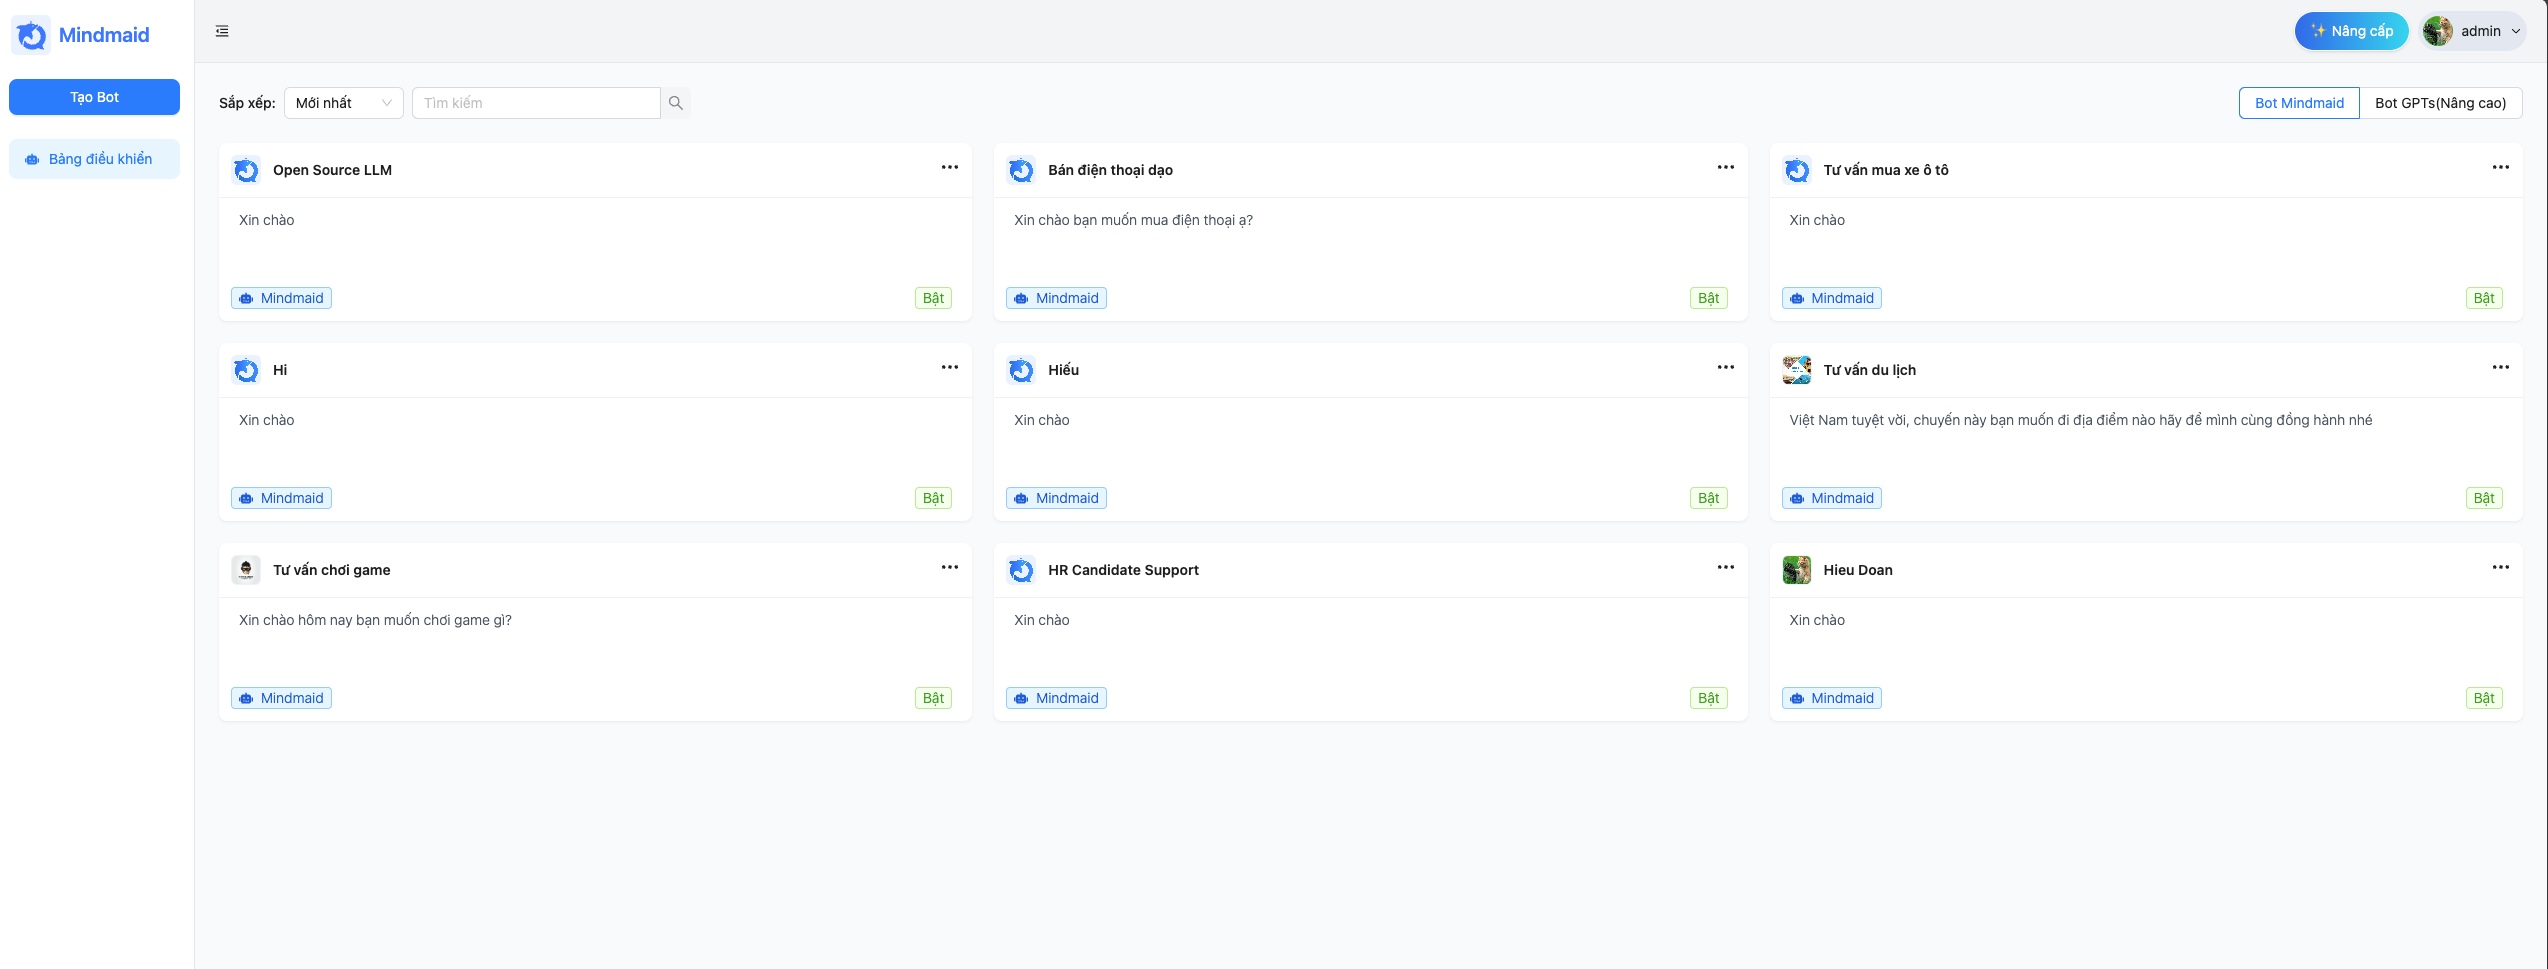 Mindmaid
Tạo Bot
Bảng điều khiển
✨ Nâng cấp
admin
Sắp xếp:
Mới nhất
Tìm kiếm
Bot Mindmaid
Bot GPTs(Nâng cao)
Open Source LLM
Xin chào
Mindmaid
Bật
Bán điện thoại dạo
Xin chào bạn muốn mua điện thoại ạ?
Mindmaid
Bật
Tư vấn mua xe ô tô
Xin chào
Mindmaid
Bật
Hi
Xin chào
Mindmaid
Bật
Hiếu
Xin chào
Mindmaid
Bật
Tư vấn du lịch
Việt Nam tuyệt vời, chuyến này bạn muốn đi địa điểm nào hãy để mình cùng đồng hành nhé
Mindmaid
Bật
Tư vấn chơi game
Xin chào hôm nay bạn muốn chơi game gì?
Mindmaid
Bật
HR Candidate Support
Xin chào
Mindmaid
Bật
Hieu Doan
Xin chào
Mindmaid
Bật